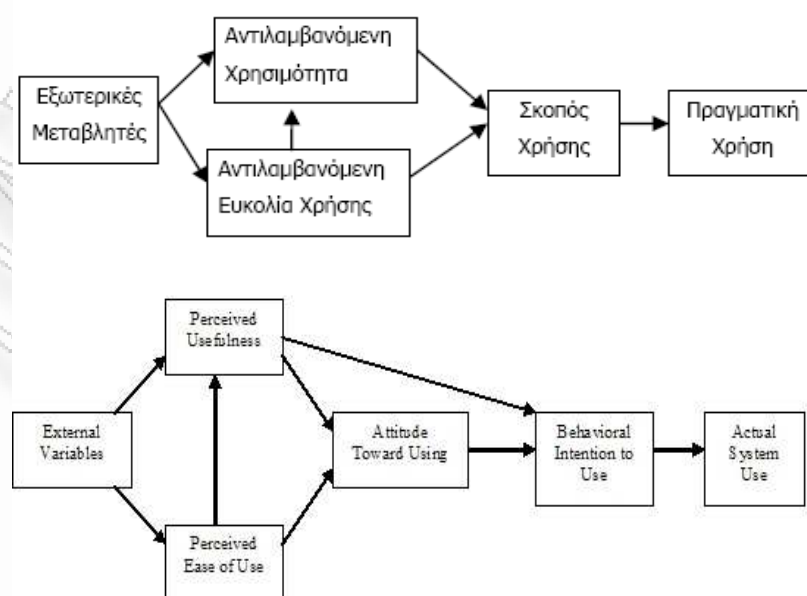 Αντιλαμβανόμενη
Χρησιμότητα
Εξωτερικές
Μεταβλητές
Αντιλαμβανόμενη
Ευκολία Χρήσης
Σκοπός
Χρήσης
Πραγματική
Χρήση
Perceived
Usefulness
External
Variables
Perceived
Ease of Use
Attitude
Toward Using
Behavioral
Intention to
Use
Actual
System
Use